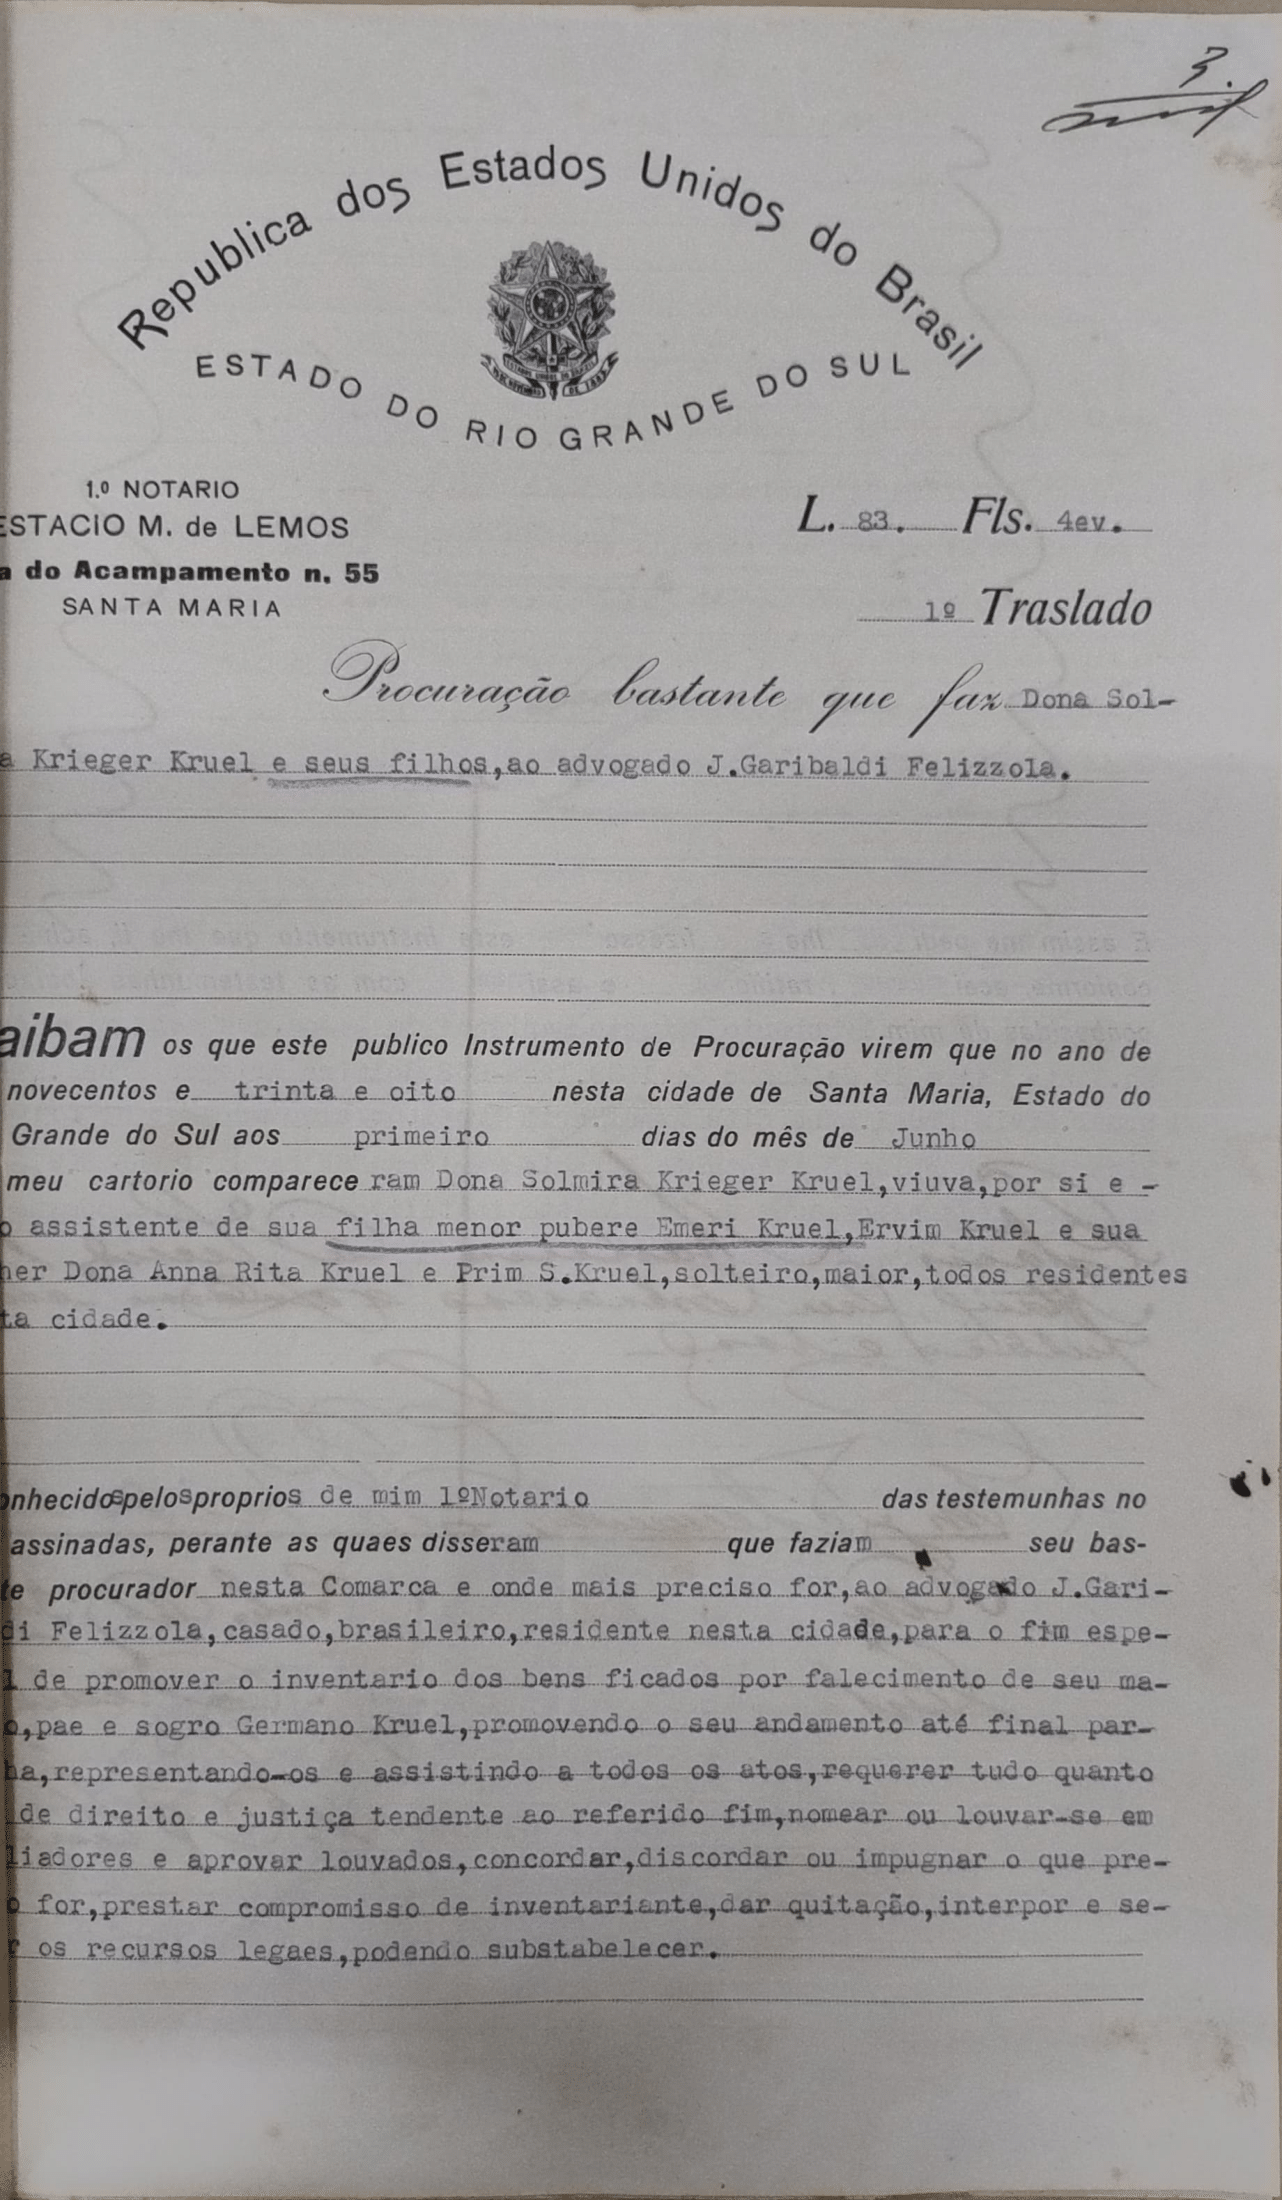 3.
Republica dos Estados Unidos do Brasil
ESTADO DO RIO GRANDE DO SUL
1.º NOTARIO
ESTACIO M. de LEMOS
a do Acampamento n. 55
SANTA MARIA
L. 83. Fls. 4ev.
1º Traslado
Procuração bastante que faz Dona Sol-
a Krieger Kruel e seus filhos,ao advogado J.Garibaldi Felizzola.
aibam os que este publico Instrumento de Procuração virem que no ano de
novecentos e trinta e oito nesta cidade de Santa Maria, Estado do
Grande do Sul aos primeiro dias do mês de Junho
meu cartorio comparece ram Dona Solmira Krieger Kruel,viuva,por si e -
o assistente de sua filha menor pubere Emeri Kruel,Ervim Kruel e sua
her Dona Anna Rita Kruel e Prim S.Kruel,solteiro,maior,todos residentes
ta cidade.
onhecidospelosproprios de mim 1ºNotario das testemunhas no
assinadas, perante as quaes disseram que faziam seu bas-
te procurador nesta Comarca e onde mais preciso for,ao advogado J.Gari-
di Felizzola,casado,brasileiro,residente nesta cidade,para o fim espe-
l de promover o inventario dos bens ficados por falecimento de seu ma-
o,pae e sogro Germano Kruel,promovendo o seu andamento até final par-
ha,representando-os e assistindo a todos os atos,requerer tudo quanto
de direito e justiça tendente ao referido fim,nomear ou louvar-se em
liadores e aprovar louvados,concordar,discordar ou impugnar o que pre-
o for,prestar compromisso de inventariante,dar quitação,interpor e se-
r os recursos legaes,podendo substabelecer.